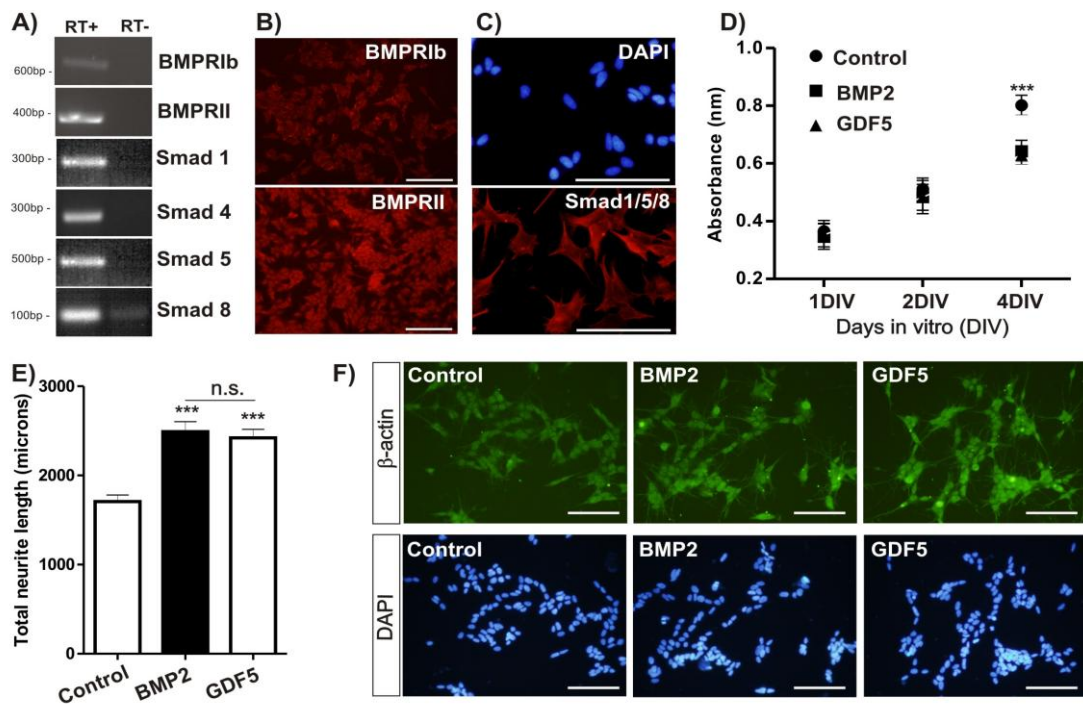 A)
RT+ RT-
600bp - BMPRIb
400bp - BMPRII
300bp - Smad 1
300bp - Smad 4
500bp - Smad 5
100bp - Smad 8
B)
BMPRIb
BMPRII
C)
DAPI
Smad1/5/8
D)
Absorbance (nm)
1.0
0.8
0.6
0.4
0.2
Control
BMP2
GDF5
***
1DIV 2DIV 4DIV
Days in vitro (DIV)
E)
Total neurite length (microns)
3000
2000
1000
0
n.s.
*** ***
Control BMP2 GDF5
F)
β-actin
Control BMP2 GDF5
DAPI
Control BMP2 GDF5